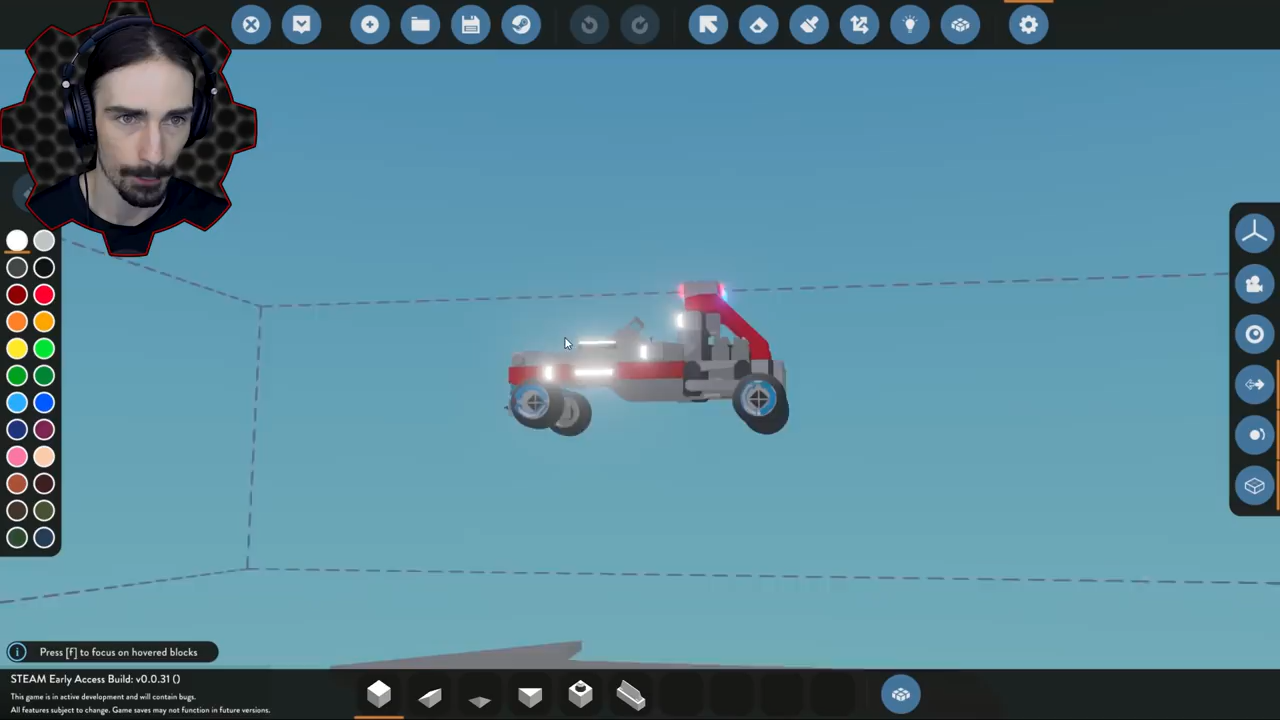 Press [f] to focus on hovered blocks
STEAM Early Access Build: v0.0.31 ()
This game is in active development and will contain bugs.
All features subject to change. Game saves may not function in future versions.